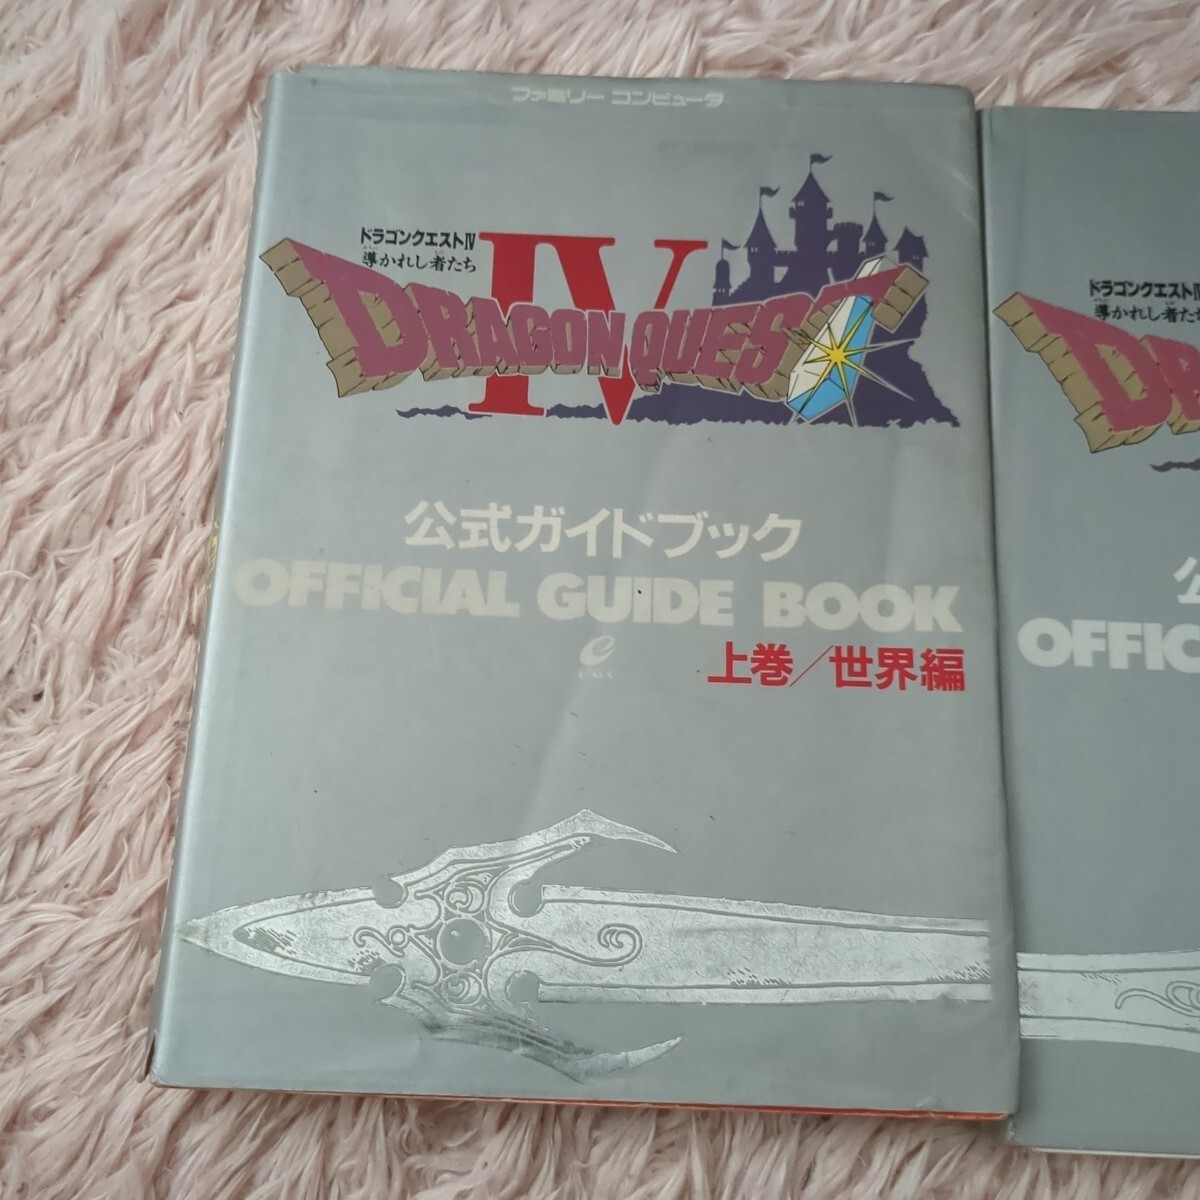 ファミリー コンピュータ
ドラゴンクエストIV
導かれし者たち
IV
DRAGON QUEST
公式ガイドブック
OFFICIAL GUIDE BOOK
上巻/世界編
ドラゴンクエストIV
導かれし者たち
公